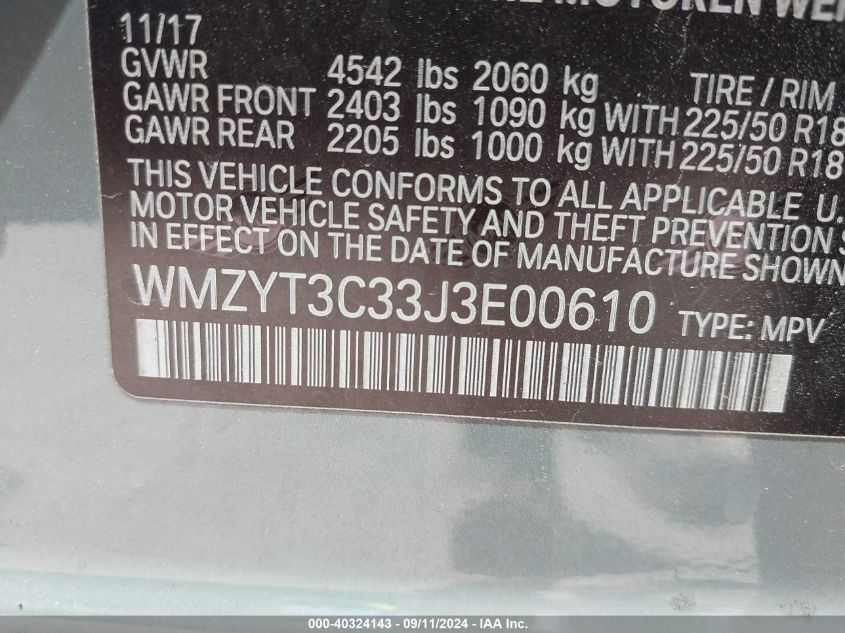 MOTOREN
11/17
GVWR 4542 lbs 2060 kg TIRE / RIM
GAWR FRONT 2403 lbs 1090 kg WITH 225/50 R18
GAWR REAR 2205 lbs 1000 kg WITH 225/50 R18
THIS VEHICLE CONFORMS TO ALL APPLICABLE U.
MOTOR VEHICLE SAFETY AND THEFT PREVENTION S
IN EFFECT ON THE DATE OF MANUFACTURE SHOWN
WMZYT3C33J3E00610 TYPE: MPV
000-40324143 - 09/11/2024 - IAA Inc.